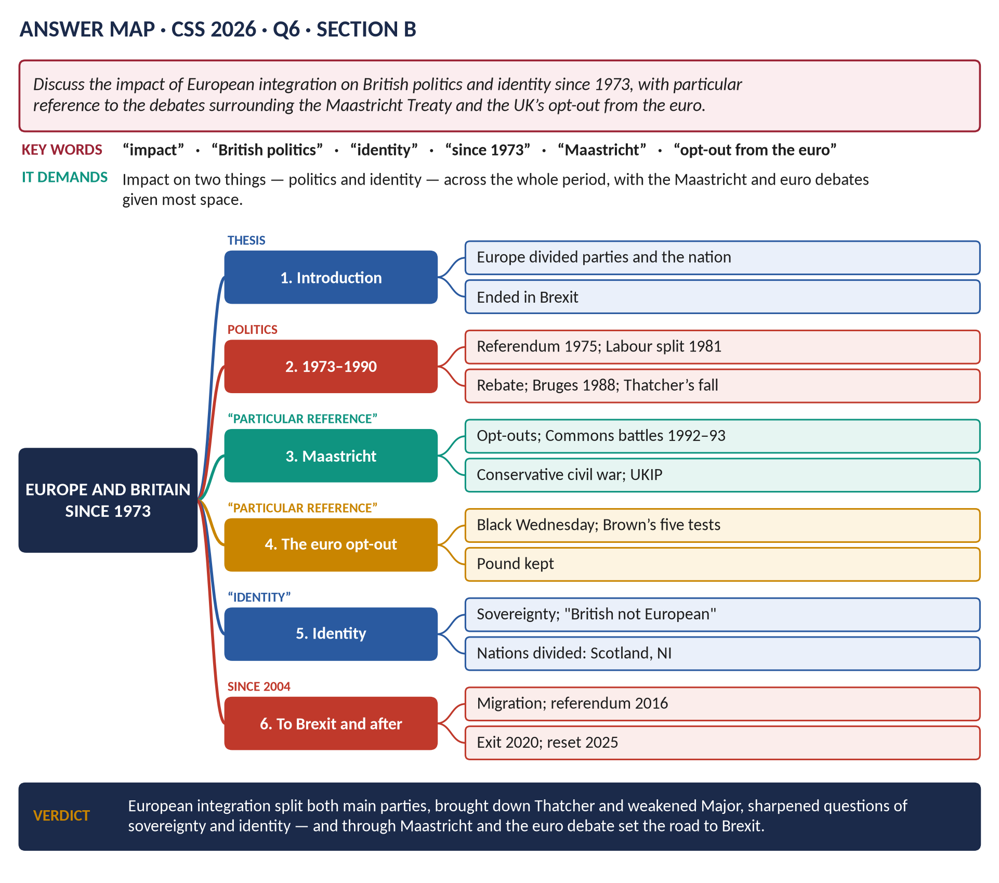 ANSWER MAP · CSS 2026 · Q6 · SECTION B
Discuss the impact of European integration on British politics and identity since 1973, with particular
reference to the debates surrounding the Maastricht Treaty and the UK’s opt-out from the euro.
KEY WORDS “impact” · “British politics” · “identity” · “since 1973” · “Maastricht” · “opt-out from the euro”
IT DEMANDS Impact on two things — politics and identity — across the whole period, with the Maastricht and euro debates
given most space.
EUROPE AND BRITAIN
SINCE 1973
THESIS
1. Introduction
Europe divided parties and the nation
Ended in Brexit
POLITICS
2. 1973–1990
Referendum 1975; Labour split 1981
Rebate; Bruges 1988; Thatcher’s fall
“PARTICULAR REFERENCE”
3. Maastricht
Opt-outs; Commons battles 1992–93
Conservative civil war; UKIP
“PARTICULAR REFERENCE”
4. The euro opt-out
Black Wednesday; Brown’s five tests
Pound kept
“IDENTITY”
5. Identity
Sovereignty; "British not European"
Nations divided: Scotland, NI
SINCE 2004
6. To Brexit and after
Migration; referendum 2016
Exit 2020; reset 2025
VERDICT
European integration split both main parties, brought down Thatcher and weakened Major, sharpened questions of
sovereignty and identity — and through Maastricht and the euro debate set the road to Brexit.